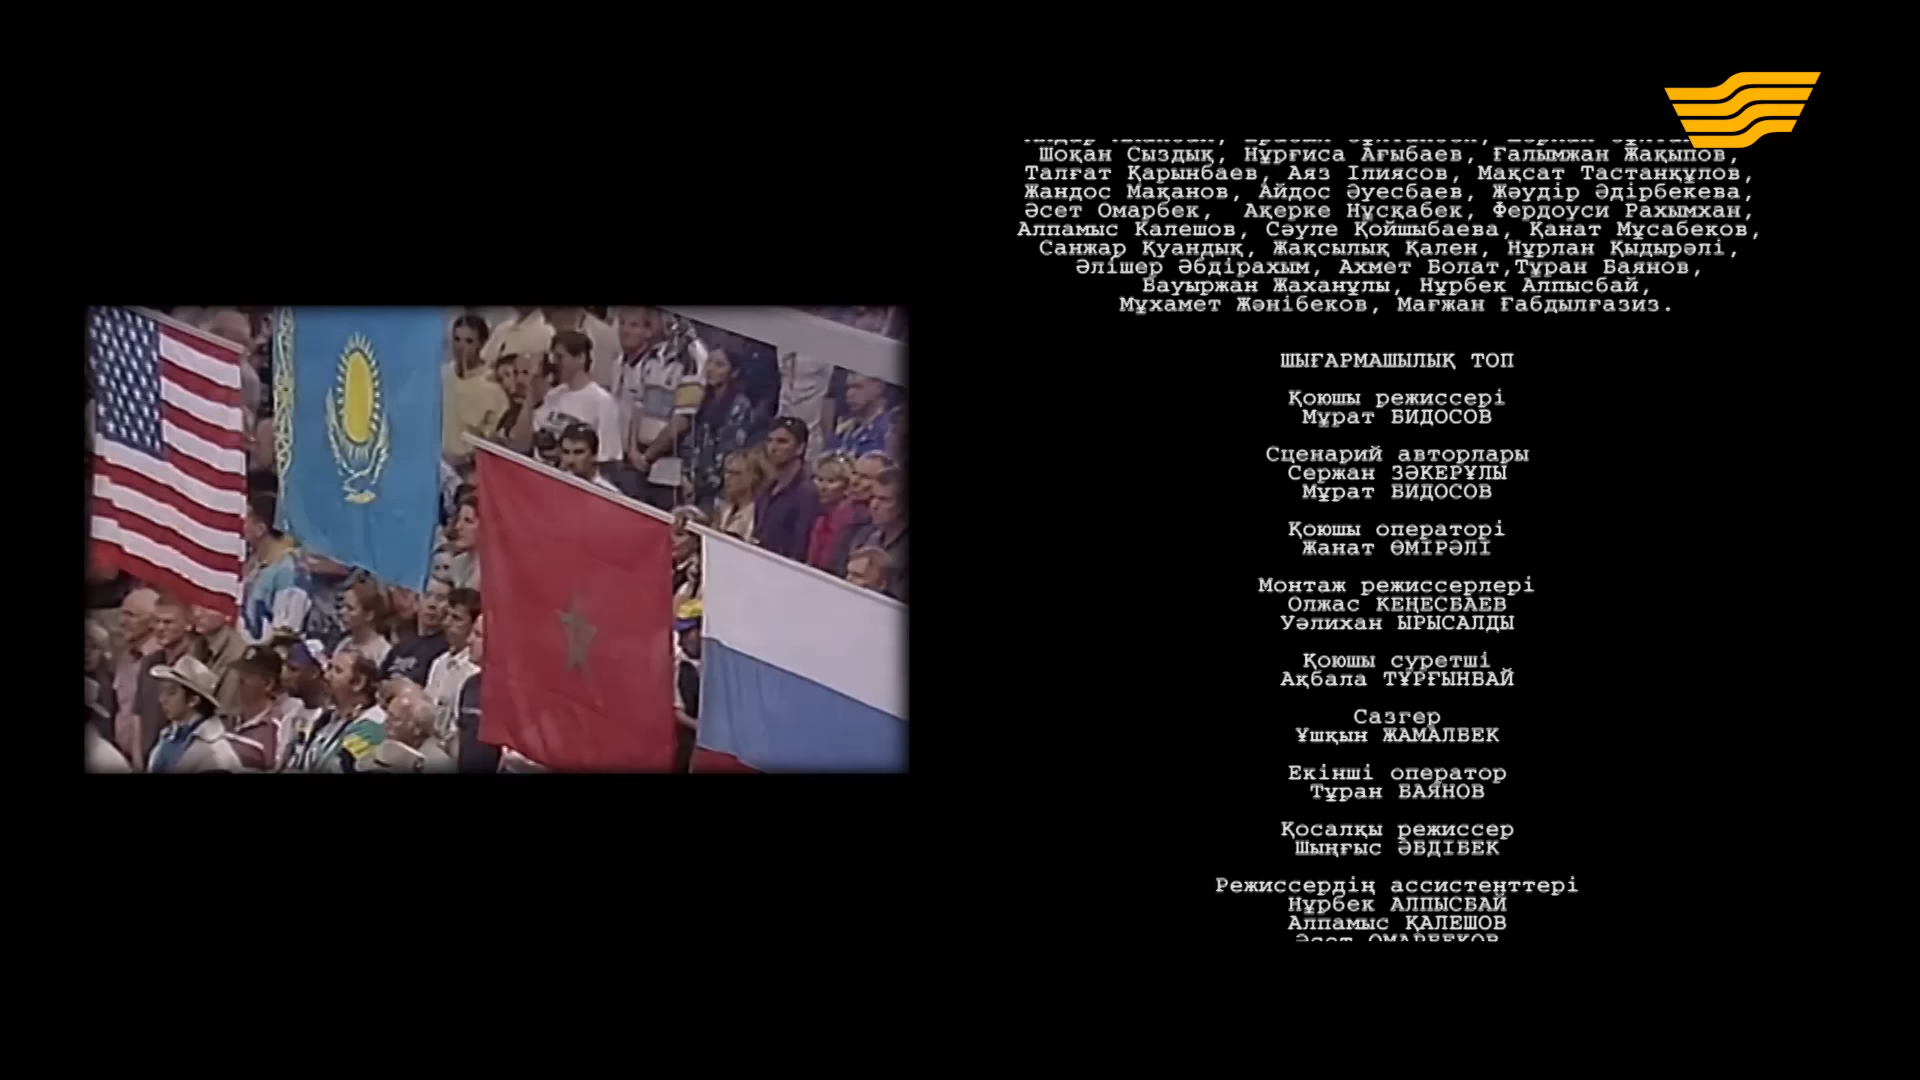 Шоқан Сыздық, Нұрғиса Ағыбаев, Ғалымжан Жақыпов,
Талғат Қарынбаев, Аяз Ілиясов, Мақсат Тастанқұлов,
Жандос Мақанов, Айдос Әуесбаев, Жәудір Әдірбекева,
Әсет Омарбек,  Ақерке Нұсқабек, Фердоуси Рахымхан,
Алпамыс Калешов, Сәуле Қойшыбаева, Қанат Мұсабеков,
Санжар Қуандық, Жақсылық Қален, Нұрлан Қыдырәлі,
Әлішер Әбдірахым, Ахмет Болат,Тұран Баянов,
Бауыржан Жаханұлы, Нұрбек Алпысбай,
Мұхамет Жәнібеков, Мағжан Ғабдылғазиз.
ШЫҒАРМАШЫЛЫҚ ТОП
Қоюшы режиссері
Мұрат БИДОСОВ
Сценарий авторлары
Сержан ЗӘКЕРҰЛЫ
Мұрат БИДОСОВ
Қоюшы операторі
Жанат ӨМІРӘЛІ
Монтаж режиссерлері
Олжас КЕҢЕСБАЕВ
Уәлихан ЫРЫСАЛДЫ
Қоюшы суретші
Ақбала ТҰРҒЫНБАЙ
Сазгер
Ұшқын ЖАМАЛБЕК
Екінші оператор
Тұран БАЯНОВ
Қосалқы режиссер
Шыңғыс ӘБДІБЕК
Режиссердің ассистенттері
Нұрбек АЛПЫСБАЙ
Алпамыс ҚАЛЕШОВ
Әсет ОМАРБЕКОВ